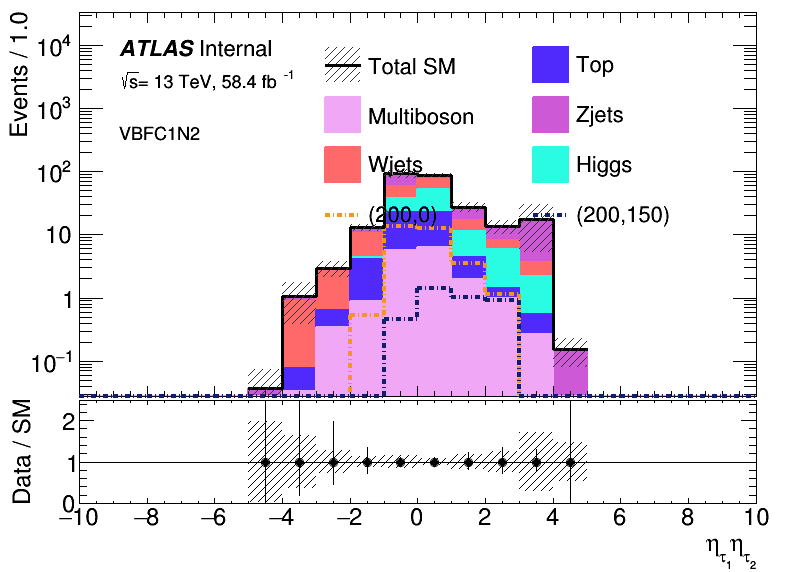 ATLAS Internal
√s= 13 TeV, 58.4 fb⁻¹
VBFC1N2
Total SM
Top
Multiboson
Zjets
Wjets
Higgs
(200,0)
(200,150)
Events / 1.0
10⁴
10³
10²
10
1
10⁻¹
Data / SM
2
1
0
−10 −8 −6 −4 −2 0 2 4 6 8 10
ητ₁ητ₂